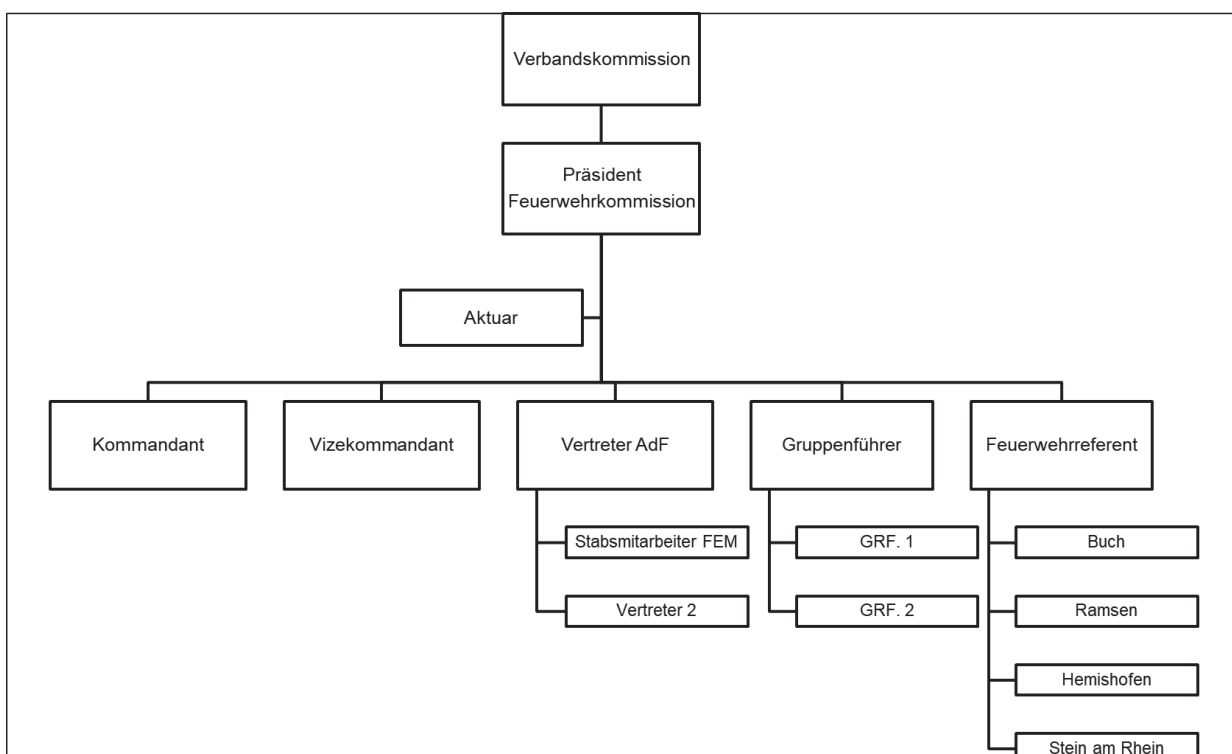 Verbandskommission
Präsident
Feuerwehrkommission
Aktuar
Kommandant
Vizekommandant
Vertreter AdF
Gruppenführer
Feuerwehrreferent
Stabsmitarbeiter FEM
GRF. 1
Buch
Vertreter 2
GRF. 2
Ramsen
Hemishofen
Stein am Rhein